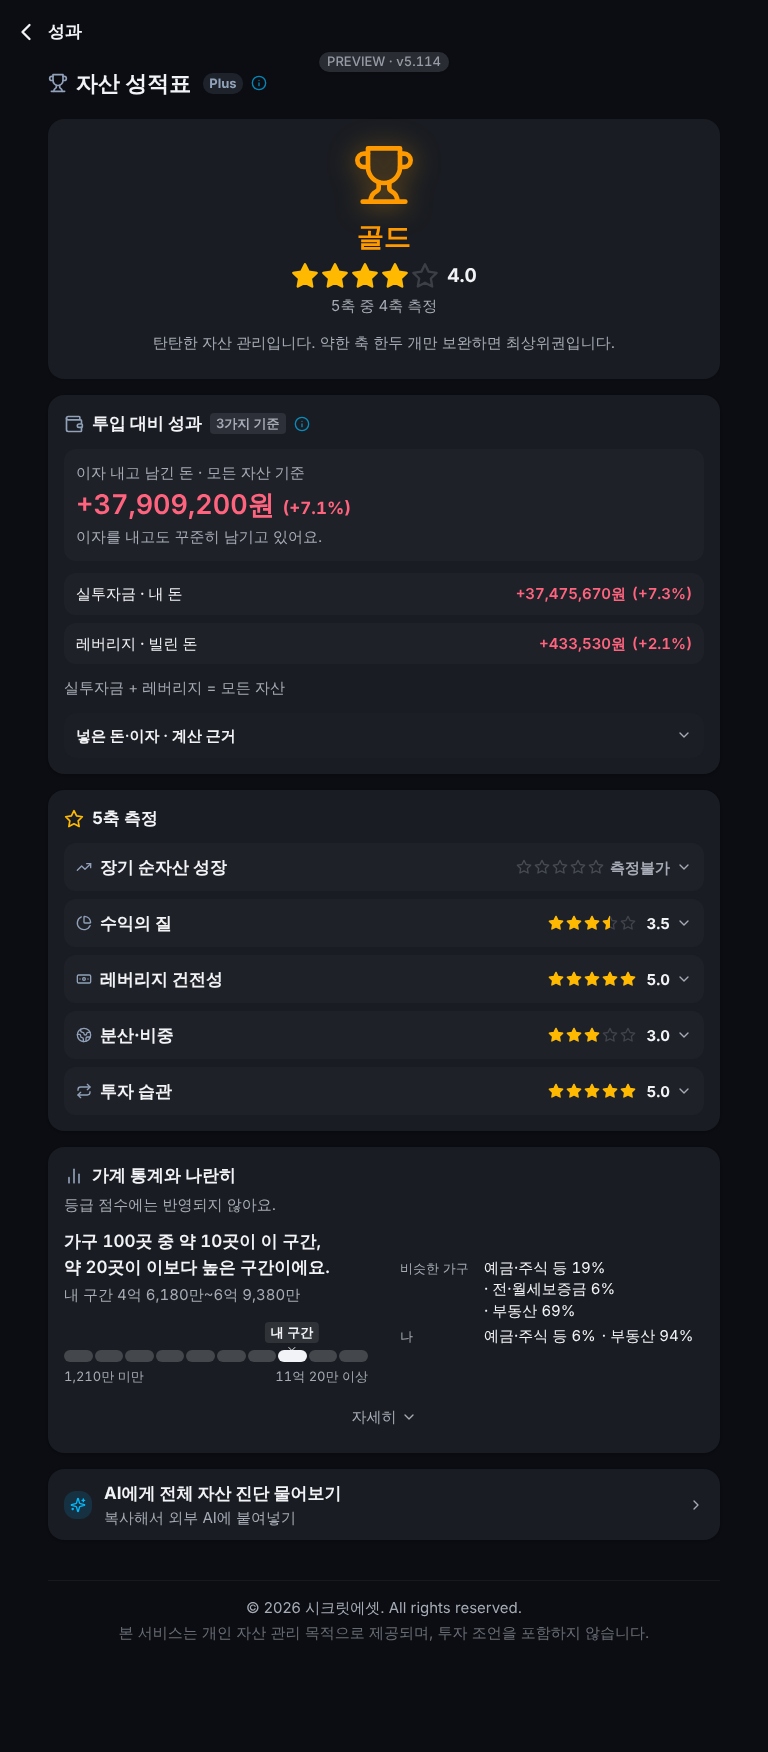 성과
PREVIEW · v5.114
자산 성적표 Plus
골드
4.0
5축 중 4축 측정
탄탄한 자산 관리입니다. 약한 축 한두 개만 보완하면 최상위권입니다.
투입 대비 성과 3가지 기준
이자 내고 남긴 돈 · 모든 자산 기준
+37,909,200원 (+7.1%)
이자를 내고도 꾸준히 남기고 있어요.
실투자금 · 내 돈 +37,475,670원 (+7.3%)
레버리지 · 빌린 돈 +433,530원 (+2.1%)
실투자금 + 레버리지 = 모든 자산
넣은 돈·이자 · 계산 근거
5축 측정
장기 순자산 성장 측정불가
수익의 질 3.5
레버리지 건전성 5.0
분산·비중 3.0
투자 습관 5.0
가계 통계와 나란히
등급 점수에는 반영되지 않아요.
가구 100곳 중 약 10곳이 이 구간,
약 20곳이 이보다 높은 구간이에요.
내 구간 4억 6,180만~6억 9,380만
내 구간
1,210만 미만 11억 20만 이상
비슷한 가구 예금·주식 등 19%
· 전·월세보증금 6%
· 부동산 69%
나 예금·주식 등 6% · 부동산 94%
자세히
AI에게 전체 자산 진단 물어보기
복사해서 외부 AI에 붙여넣기
© 2026 시크릿에셋. All rights reserved.
본 서비스는 개인 자산 관리 목적으로 제공되며, 투자 조언을 포함하지 않습니다.